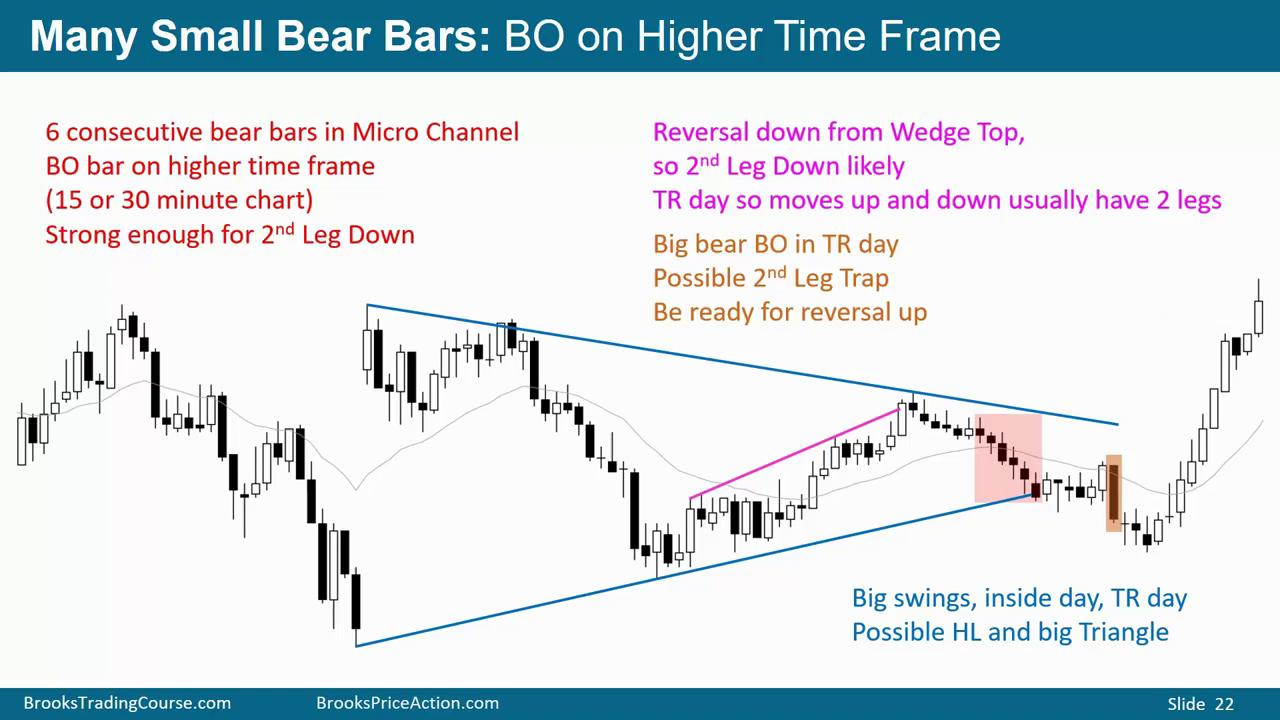 Many Small Bear Bars: BO on Higher Time Frame
6 consecutive bear bars in Micro Channel
BO bar on higher time frame
(15 or 30 minute chart)
Strong enough for 2nd Leg Down
Reversal down from Wedge Top,
so 2nd Leg Down likely
TR day so moves up and down usually have 2 legs
Big bear BO in TR day
Possible 2nd Leg Trap
Be ready for reversal up
Big swings, inside day, TR day
Possible HL and big Triangle
BrooksTradingCourse.com
BrooksPriceAction.com
Slide 22